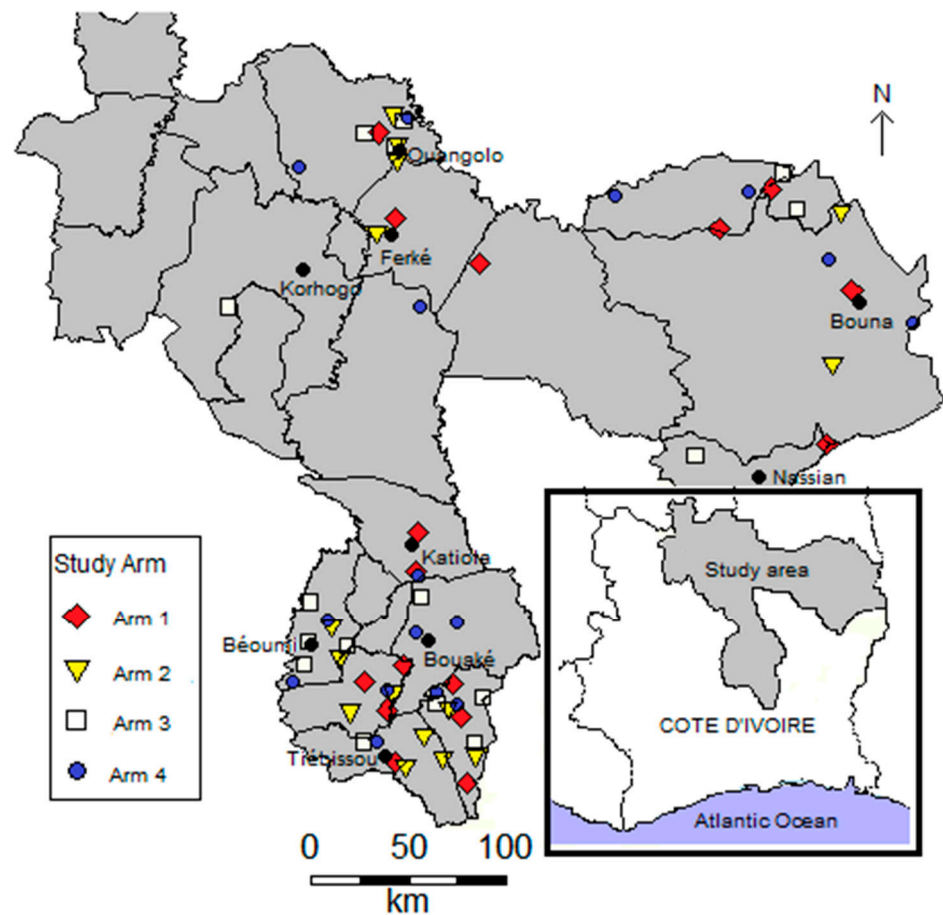 N
Ouangolo
Ferké
Korhogo
Bouna
Nassian
Katiola
Study Arm
Arm 1
Arm 2
Arm 3
Arm 4
Béoumi
Bouaké
Tiébissou
Study area
COTE D'IVOIRE
Atlantic Ocean
0 50 100
km